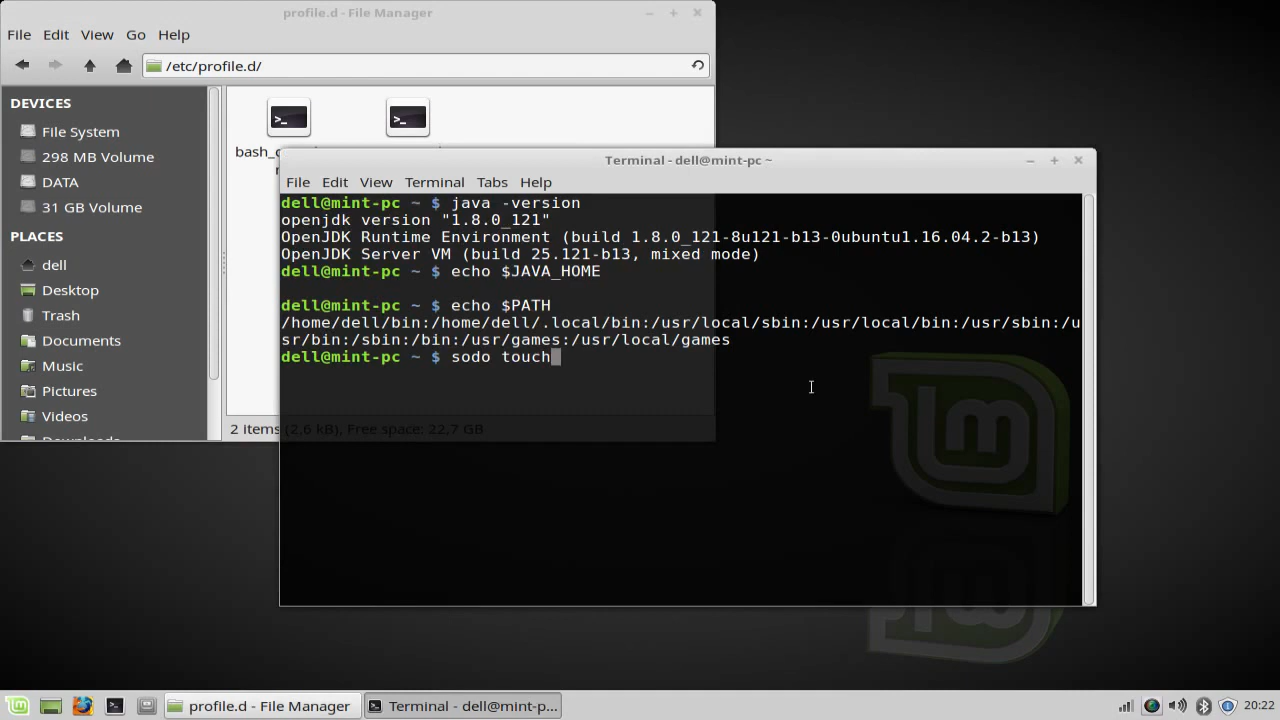 profile.d - File Manager
File Edit View Go Help
/etc/profile.d/
DEVICES
File System
298 MB Volume
DATA
31 GB Volume
PLACES
dell
Desktop
Trash
Documents
Music
Pictures
Videos
Downloads
2 items (2,6 kB), Free space: 22,7 GB
Terminal - dell@mint-pc ~
File Edit View Terminal Tabs Help
dell@mint-pc ~ $ java -version
openjdk version "1.8.0_121"
OpenJDK Runtime Environment (build 1.8.0_121-8u121-b13-0ubuntu1.16.04.2-b13)
OpenJDK Server VM (build 25.121-b13, mixed mode)
dell@mint-pc ~ $ echo $JAVA_HOME
dell@mint-pc ~ $ echo $PATH
/home/dell/bin:/home/dell/.local/bin:/usr/local/sbin:/usr/local/bin:/usr/sbin:/u
sr/bin:/sbin:/bin:/usr/games:/usr/local/games
dell@mint-pc ~ $ sodo touch
profile.d - File Manager
Terminal - dell@mint-p...
20:22